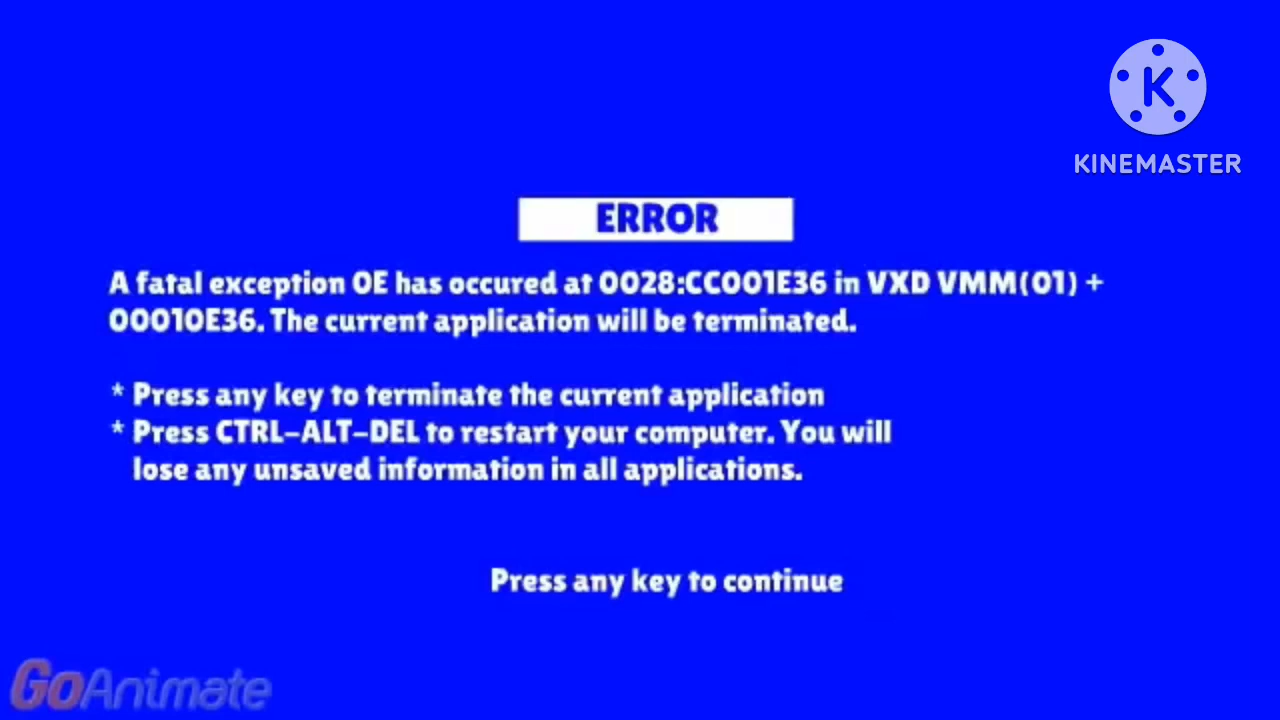 K
KINEMASTER
ERROR
A fatal exception OE has occured at 0028:CC001E36 in VXD VMM(01) +
00010E36. The current application will be terminated.
* Press any key to terminate the current application
* Press CTRL-ALT-DEL to restart your computer. You will
lose any unsaved information in all applications.
Press any key to continue
GoAnimate